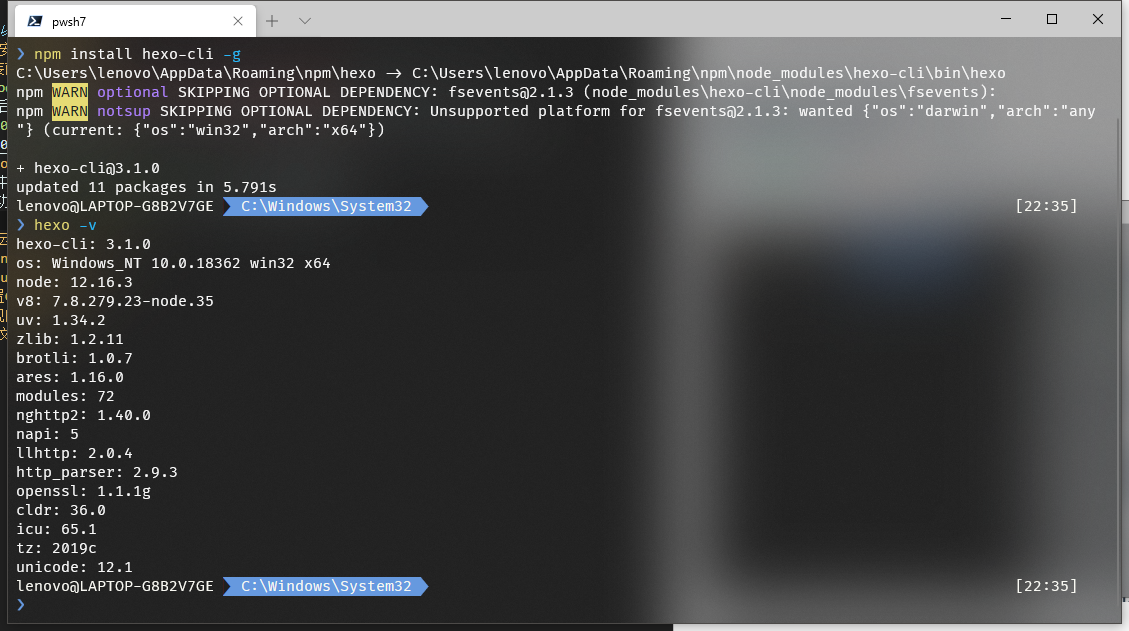 pwsh7
❯ npm install hexo-cli -g
C:\Users\lenovo\AppData\Roaming\npm\hexo -> C:\Users\lenovo\AppData\Roaming\npm\node_modules\hexo-cli\bin\hexo
npm WARN optional SKIPPING OPTIONAL DEPENDENCY: fsevents@2.1.3 (node_modules\hexo-cli\node_modules\fsevents):
npm WARN notsup SKIPPING OPTIONAL DEPENDENCY: Unsupported platform for fsevents@2.1.3: wanted {"os":"darwin","arch":"any
"} (current: {"os":"win32","arch":"x64"})
+ hexo-cli@3.1.0
updated 11 packages in 5.791s
lenovo@LAPTOP-G8B2V7GE C:\Windows\System32 [22:35]
❯ hexo -v
hexo-cli: 3.1.0
os: Windows_NT 10.0.18362 win32 x64
node: 12.16.3
v8: 7.8.279.23-node.35
uv: 1.34.2
zlib: 1.2.11
brotli: 1.0.7
ares: 1.16.0
modules: 72
nghttp2: 1.40.0
napi: 5
llhttp: 2.0.4
http_parser: 2.9.3
openssl: 1.1.1g
cldr: 36.0
icu: 65.1
tz: 2019c
unicode: 12.1
lenovo@LAPTOP-G8B2V7GE C:\Windows\System32 [22:35]
❯